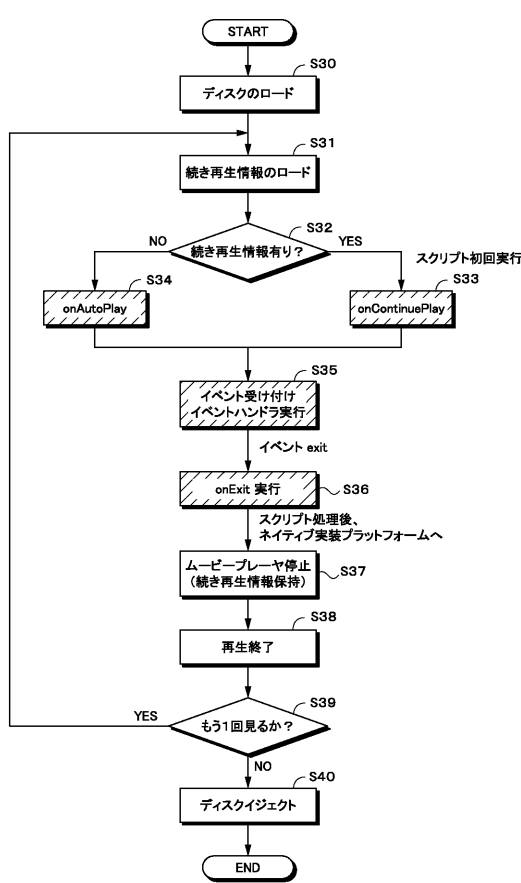 START
S30
ディスクのロード
S31
続き再生情報のロード
S32
続き再生情報有り？
NO
YES
スクリプト初回実行
S34
onAutoPlay
S33
onContinuePlay
S35
イベント受け付け
イベントハンドラ実行
イベント exit
onExit 実行
S36
スクリプト処理後、
ネイティブ実装プラットフォームへ
ムービープレーヤ停止
（続き再生情報保持）
S37
S38
再生終了
S39
もう1回見るか？
YES
NO
S40
ディスクイジェクト
END